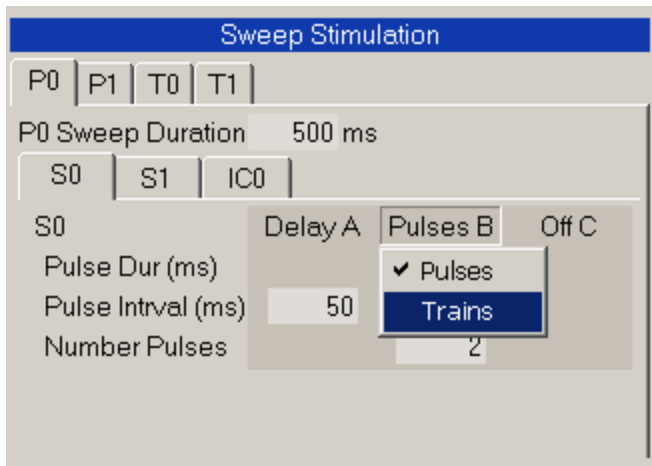 Sweep Stimulation
P0 P1 T0 T1
P0 Sweep Duration 500 ms
S0 S1 IC0
S0 Delay A Pulses B Off C
Pulse Dur (ms) ✔ Pulses
Pulse Intrval (ms) 50 Trains
Number Pulses 2